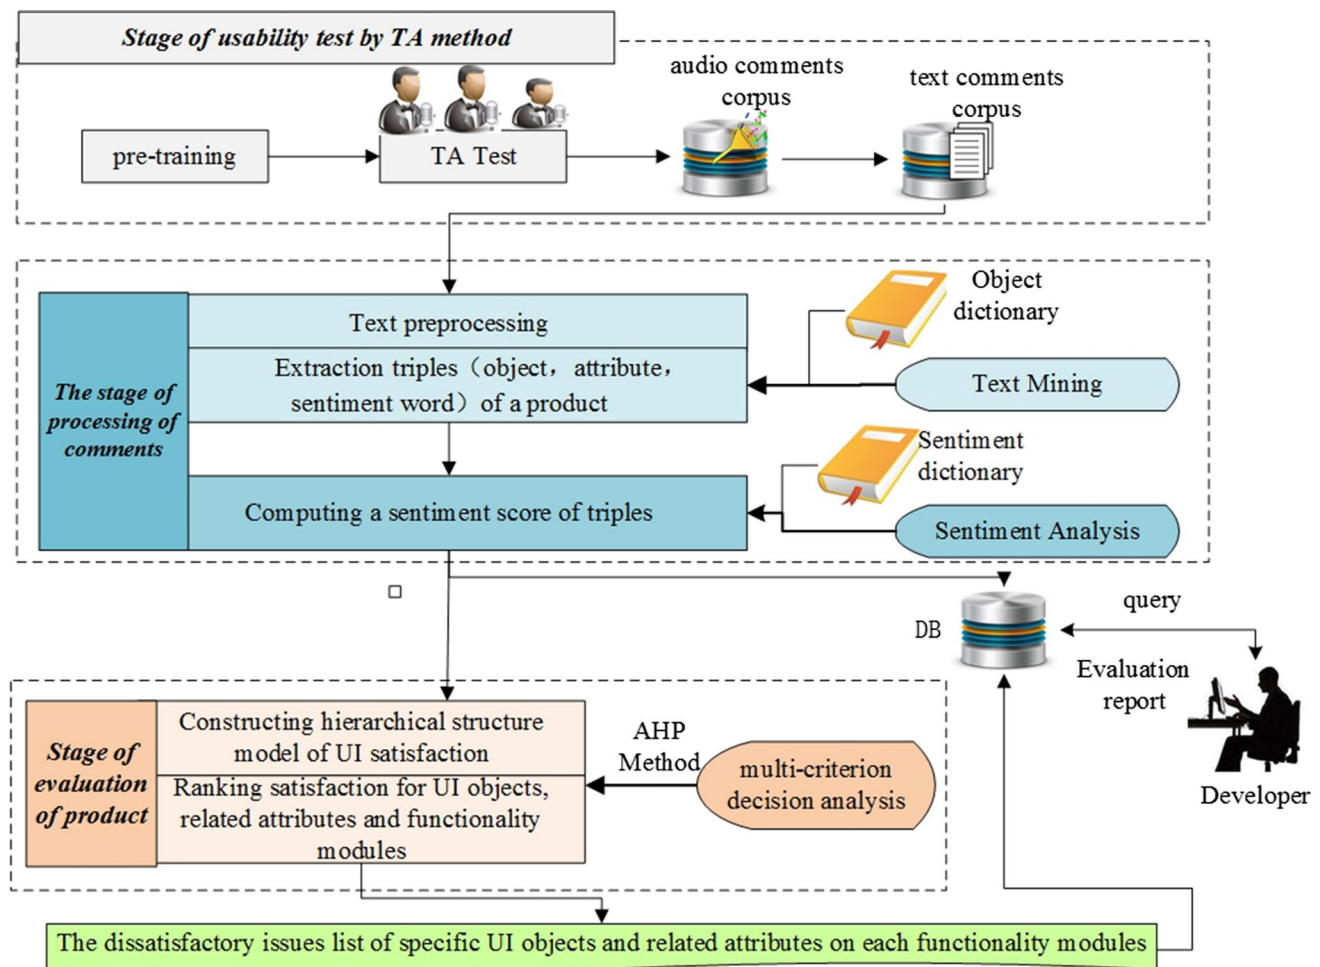 Stage of usability test by TA method
audio comments
corpus
text comments
corpus
pre-training
TA Test
The stage of
processing of
comments
Text preprocessing
Extraction triples（object，attribute，
sentiment word）of a product
Object
dictionary
Text Mining
Computing a sentiment score of triples
Sentiment
dictionary
Sentiment Analysis
DB
query
Evaluation
report
Developer
Stage of
evaluation
of product
Constructing hierarchical structure
model of UI satisfaction
Ranking satisfaction for UI objects,
related attributes and functionality
modules
AHP
Method
multi-criterion
decision analysis
The dissatisfactory issues list of specific UI objects and related attributes on each functionality modules